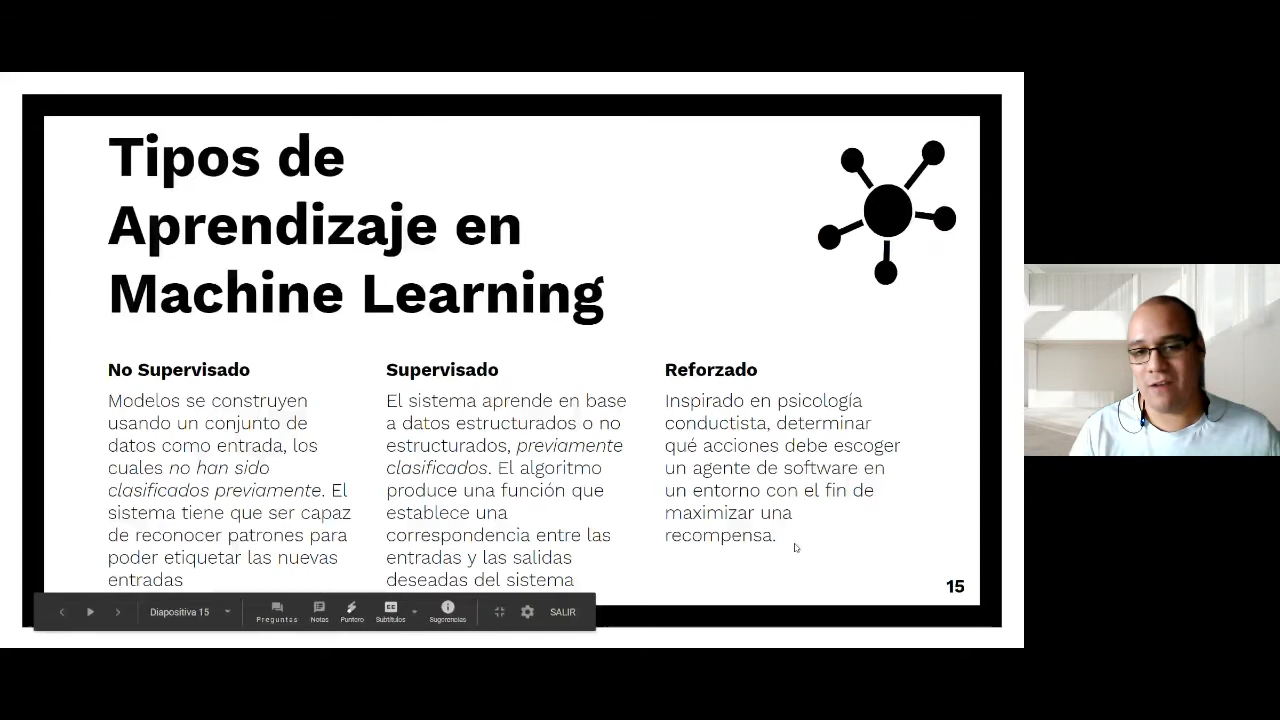 Tipos de
Aprendizaje en
Machine Learning
No Supervisado
Modelos se construyen
usando un conjunto de
datos como entrada, los
cuales no han sido
clasificados previamente. El
sistema tiene que ser capaz
de reconocer patrones para
poder etiquetar las nuevas
entradas
Supervisado
El sistema aprende en base
a datos estructurados o no
estructurados, previamente
clasificados. El algoritmo
produce una función que
establece una
correspondencia entre las
entradas y las salidas
deseadas del sistema
Reforzado
Inspirado en psicología
conductista, determinar
qué acciones debe escoger
un agente de software en
un entorno con el fin de
maximizar una
recompensa.
15
Diapositiva 15
Preguntas
Notas
Puntero
CC
Subtítulos
Sugerencias
SALIR